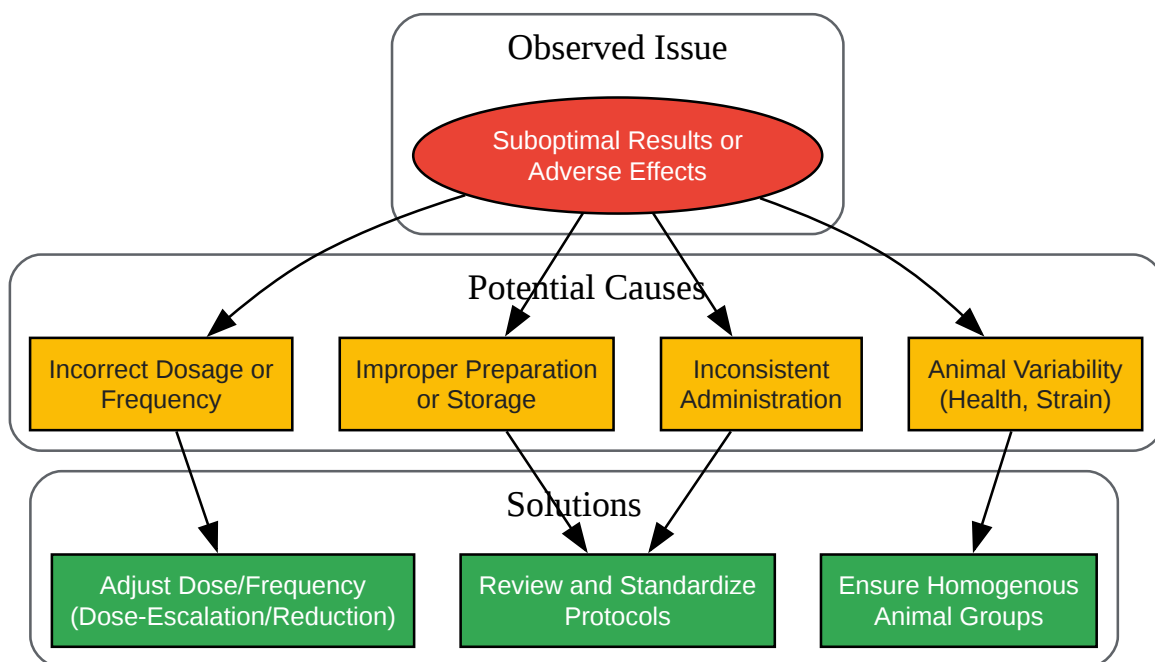 Observed Issue
Suboptimal Results or
Adverse Effects
Potential Causes
Incorrect Dosage or
Frequency
Improper Preparation
or Storage
Inconsistent
Administration
Animal Variability
(Health, Strain)
Solutions
Adjust Dose/Frequency
(Dose-Escalation/Reduction)
Review and Standardize
Protocols
Ensure Homogenous
Animal Groups